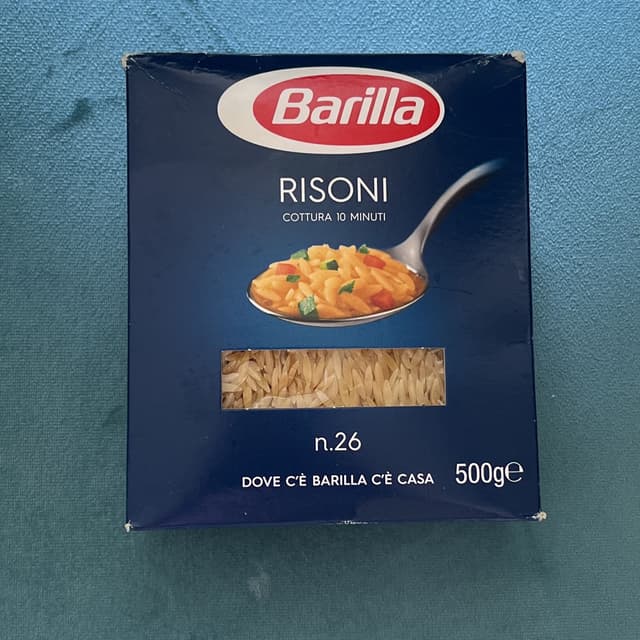 Barilla
RISONI
COTTURA 10 MINUTI
n.26
DOVE C'È BARILLA C'È CASA
500g℮